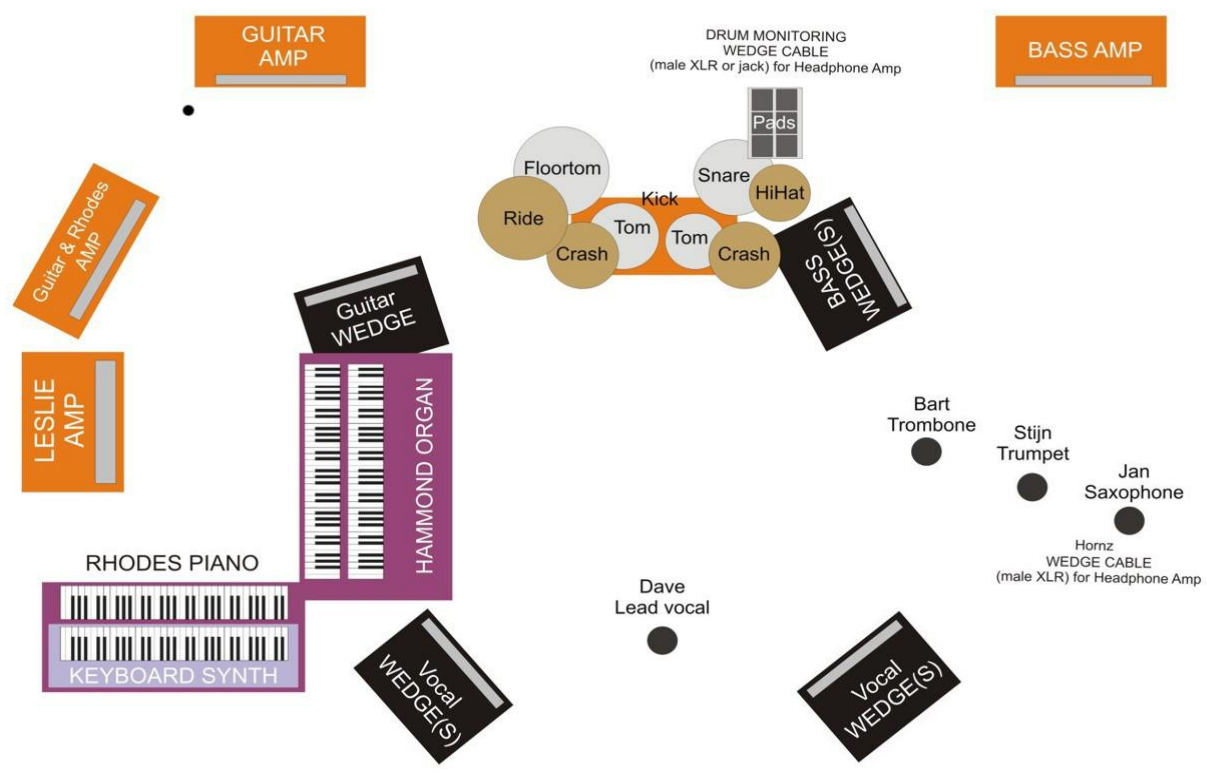 GUITAR
AMP
DRUM MONITORING
WEDGE CABLE
(male XLR or jack) for Headphone Amp
BASS AMP
Pads
Floortom
Snare
HiHat
Kick
Ride
Tom
Tom
Crash
Crash
Guitar & Rhodes
AMP
BASS
WEDGE(S)
Guitar
WEDGE
LESLIE
AMP
HAMMOND ORGAN
Bart
Trombone
Stijn
Trumpet
Jan
Saxophone
Hornz
WEDGE CABLE
(male XLR) for Headphone Amp
RHODES PIANO
KEYBOARD SYNTH
Dave
Lead vocal
Vocal
WEDGE(S)
Vocal
WEDGE(S)